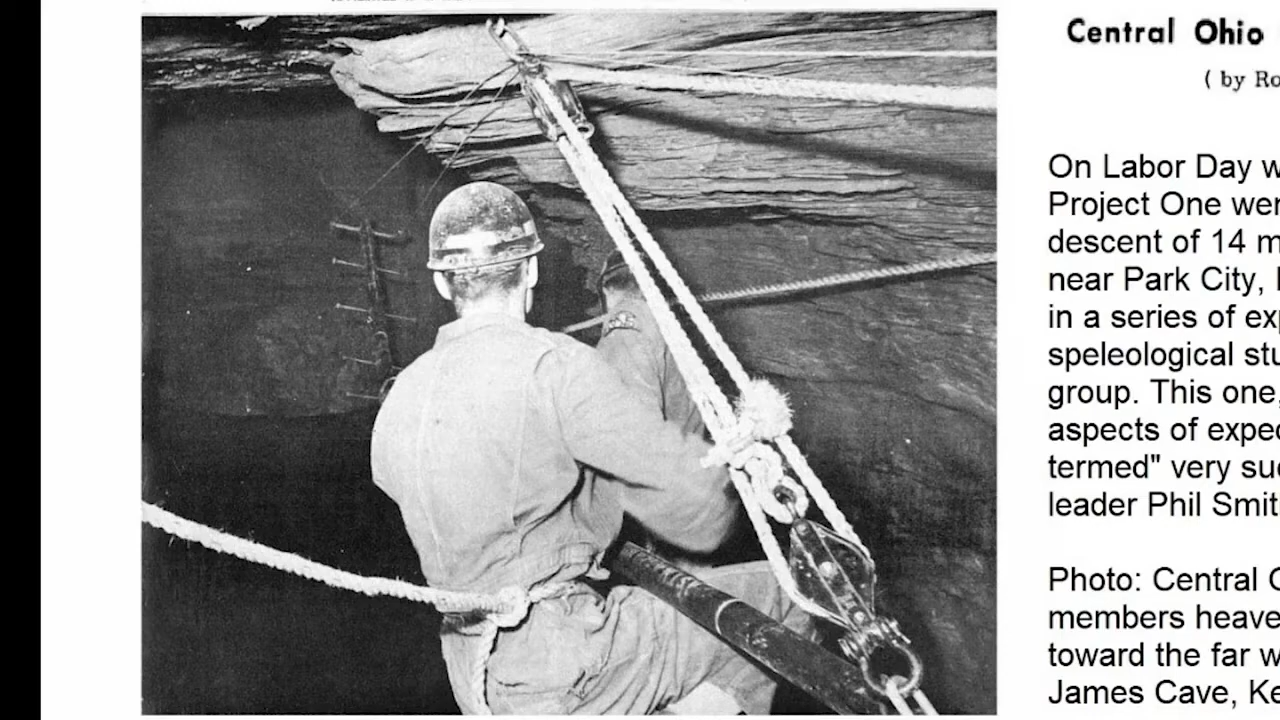 Central Ohio
( by Ro
On Labor Day w
Project One wer
descent of 14 m
near Park City,
in a series of ex
speleological stu
group. This one,
aspects of exped
termed" very su
leader Phil Smit
Photo: Central
members heave
toward the far w
James Cave, Ke